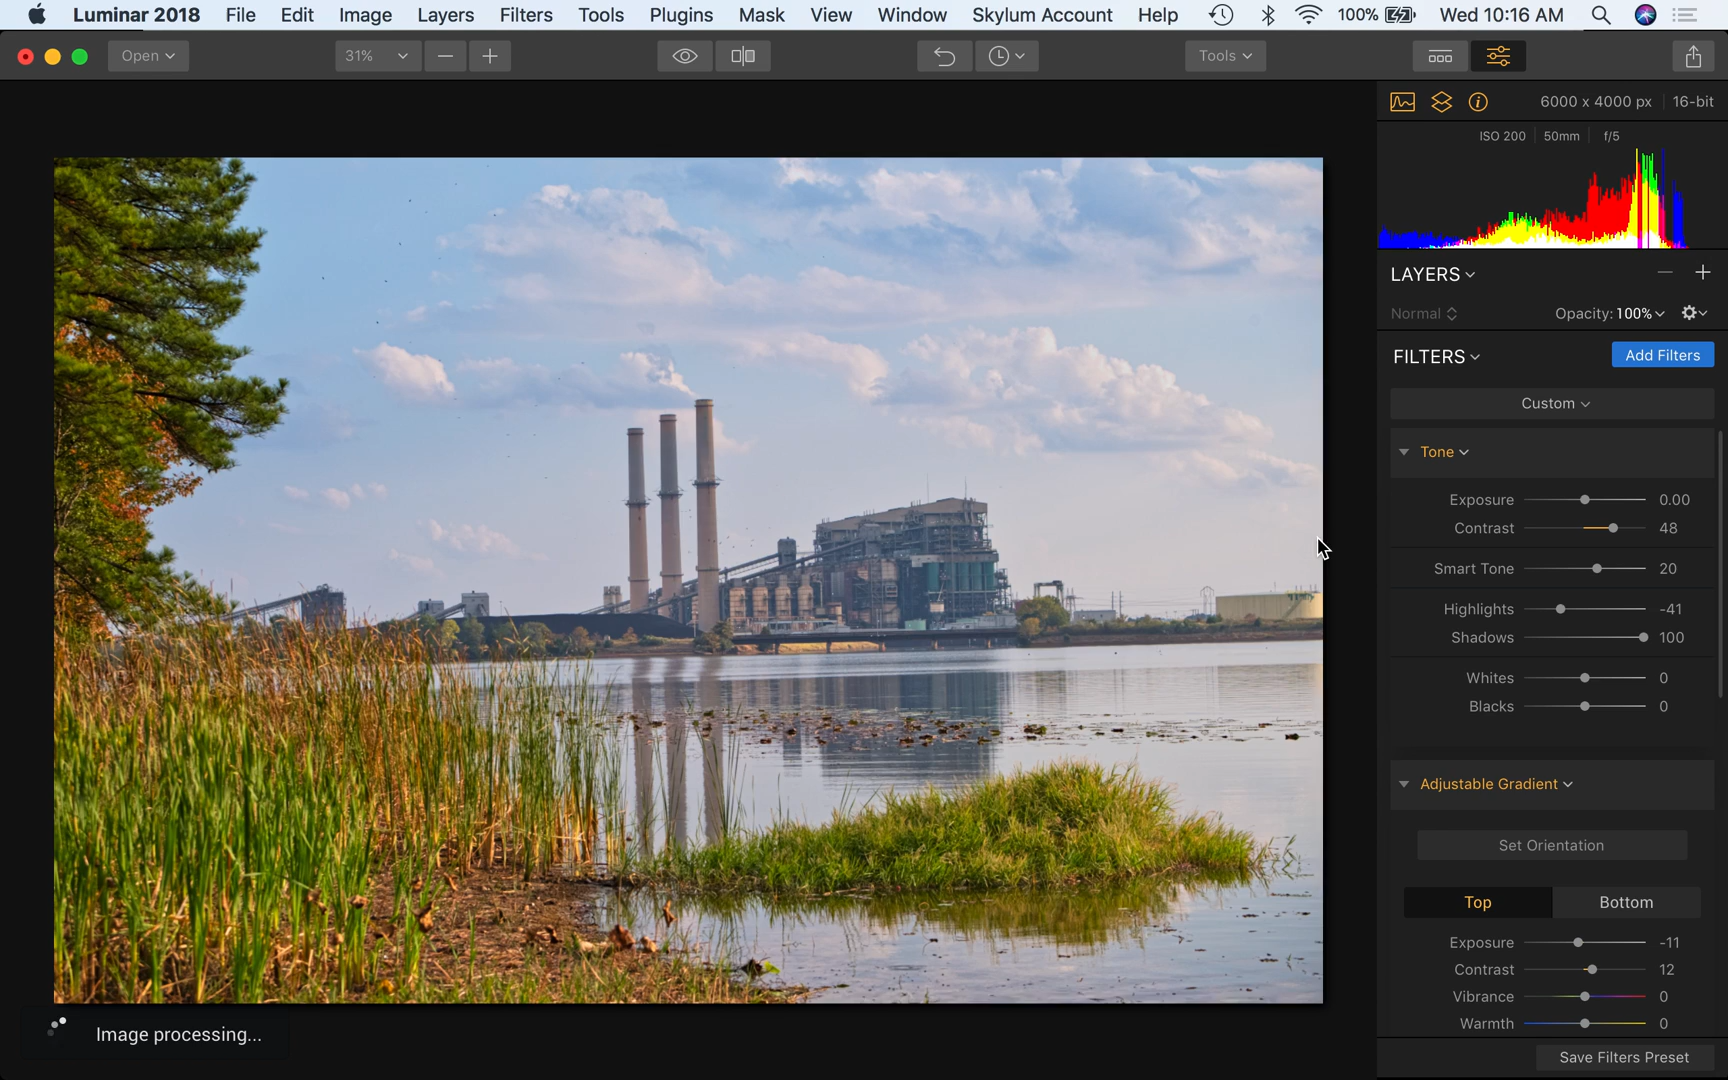 Luminar 2018 File Edit Image Layers Filters Tools Plugins Mask View Window Skylum Account Help 100% Wed 10:16 AM
Open 31% Tools
6000 x 4000 px 16-bit
ISO 200 50mm f/5
LAYERS
Normal Opacity: 100%
FILTERS Add Filters
Custom
Tone
Exposure 0.00
Contrast 48
Smart Tone 20
Highlights -41
Shadows 100
Whites 0
Blacks 0
Adjustable Gradient
Set Orientation
Top Bottom
Exposure -11
Contrast 12
Vibrance 0
Warmth 0
Image processing...
Save Filters Preset